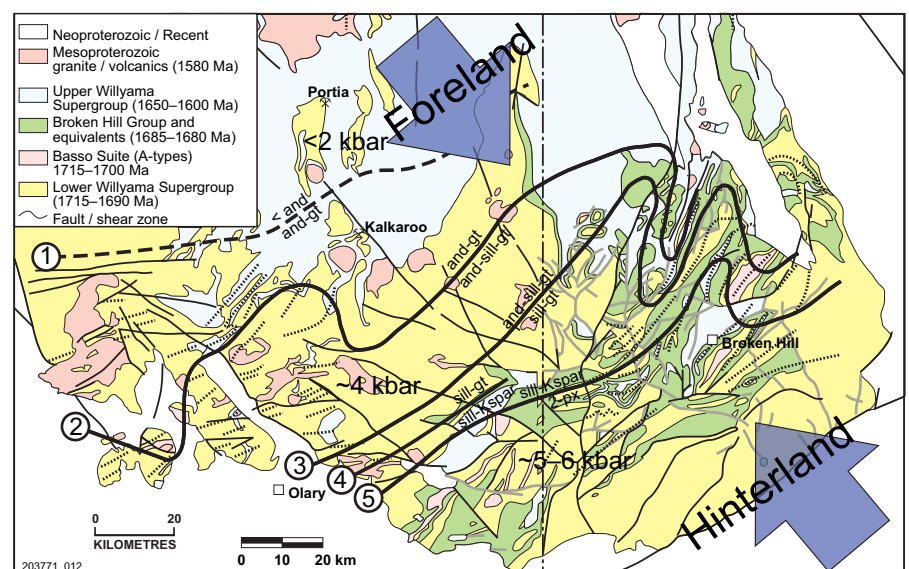 Neoproterozoic / Recent
Mesoproterozoic
granite / volcanics (1580 Ma)
Upper Willyama
Supergroup (1650–1600 Ma)
Broken Hill Group and
equivalents (1685–1680 Ma)
Basso Suite (A-types)
1715–1700 Ma
Lower Willyama Supergroup
(1715–1690 Ma)
Fault / shear zone
Foreland
Portia
<2 kbar
< and
and-gt
Kalkaroo
1
and-gt
and-sill-gt
and-sill-gt
sill-gt
Broken Hill
~4 kbar
sill-gt
sill-Kspar
sill-Kspar
2-px
2
~5–6 kbar
3
4
5
Olary
Hinterland
0 20
KILOMETRES
0 10 20 km
203771_012